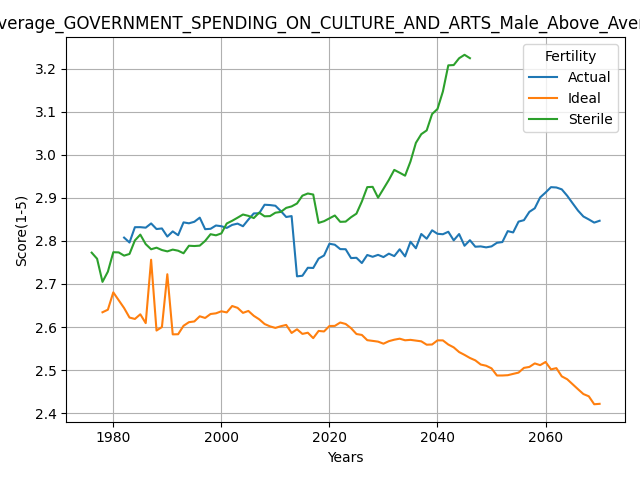 verage_GOVERNMENT_SPENDING_ON_CULTURE_AND_ARTS_Male_Above_Aver
Fertility
Actual
Ideal
Sterile
Score(1-5)
3.2
3.1
3.0
2.9
2.8
2.7
2.6
2.5
2.4
1980 2000 2020 2040 2060
Years